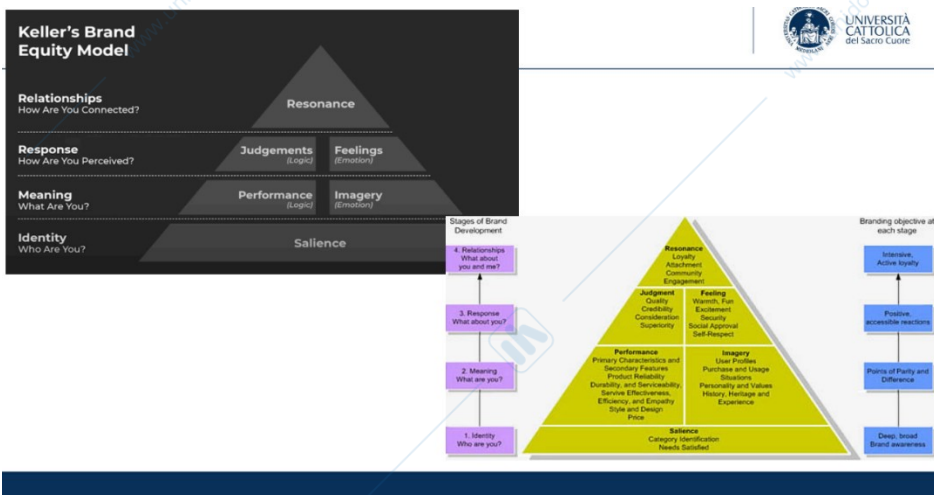 Keller's Brand
Equity Model
Relationships
How Are You Connected?
Resonance
Response
How Are You Perceived?
Judgements
(Logic)
Feelings
(Emotion)
Meaning
What Are You?
Performance
(Logic)
Imagery
(Emotion)
Identity
Who Are You?
Salience
UNIVERSITÀ
CATTOLICA
del Sacro Cuore
Stages of Brand
Development
4. Relationships
What about
you and me?
3. Response
What about you?
2. Meaning
What are you?
1. Identity
Who are you?
Resonance
Loyalty
Attachment
Community
Engagement
Judgment
Quality
Credibility
Consideration
Superiority
Feeling
Warmth, Fun
Excitement
Security
Social Approval
Self-Respect
Performance
Primary Characteristics and
Secondary Features
Product Reliability
Durability, and Serviceability,
Servive Effectiveness,
Efficiency, and Empathy
Style and Design
Price
Imagery
User Profiles
Purchase and Usage
Situations
Personality and Values
History, Heritage and
Experience
Salience
Category Identification
Needs Satisfied
Branding objective at
each stage
Intensive,
Active loyalty
Positive,
accessible reactions
Points of Parity and
Difference
Deep, broad
Brand awareness